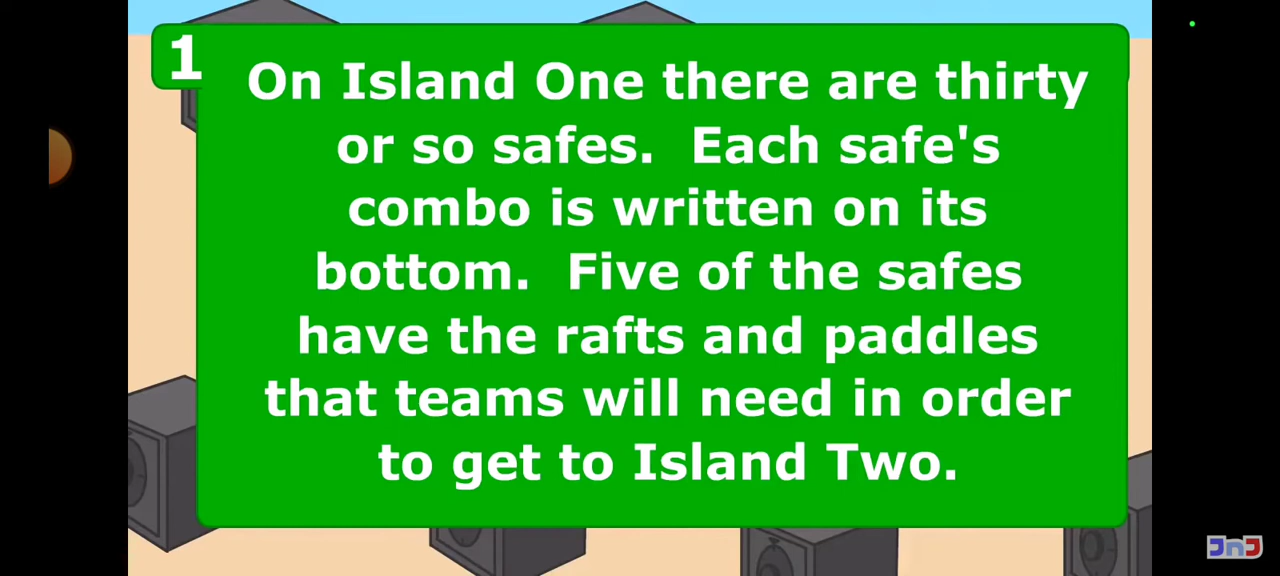 1
On Island One there are thirty
or so safes.  Each safe's
combo is written on its
bottom.  Five of the safes
have the rafts and paddles
that teams will need in order
to get to Island Two.
JnJ